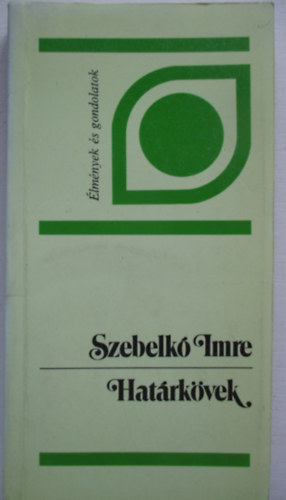 Élmények és gondolatok
Szebelkó Imre
Határkövek